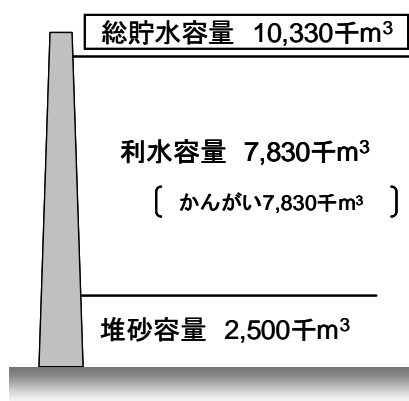 総貯水容量 10,330千m³
利水容量 7,830千m³
〔 かんがい7,830千m³ 〕
堆砂容量 2,500千m³